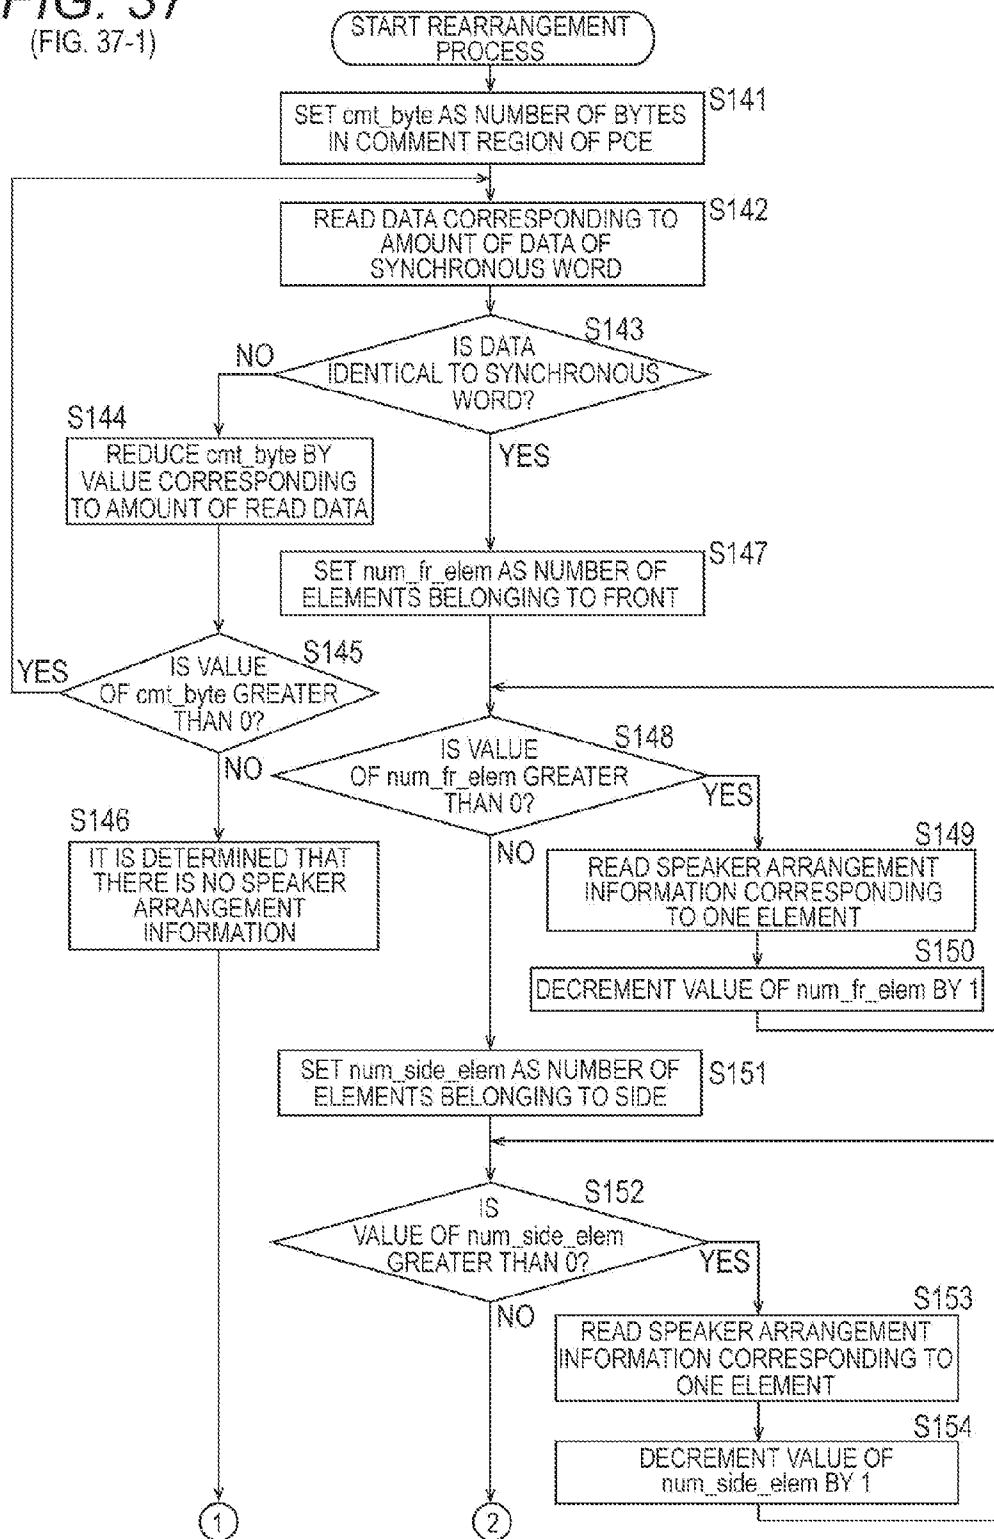 FIG. 37
(FIG. 37-1)
START REARRANGEMENT
PROCESS
S141
SET cmt_byte AS NUMBER OF BYTES
IN COMMENT REGION OF PCE
S142
READ DATA CORRESPONDING TO
AMOUNT OF DATA OF
SYNCHRONOUS WORD
S143
IS DATA
IDENTICAL TO SYNCHRONOUS
WORD?
NO
YES
S144
REDUCE cmt_byte BY
VALUE CORRESPONDING
TO AMOUNT OF READ DATA
S147
SET num_fr_elem AS NUMBER OF
ELEMENTS BELONGING TO FRONT
S145
YES
IS VALUE
OF cmt_byte GREATER
THAN 0?
NO
S148
IS VALUE
OF num_fr_elem GREATER
THAN 0?
YES
NO
S146
IT IS DETERMINED THAT
THERE IS NO SPEAKER
ARRANGEMENT
INFORMATION
S149
READ SPEAKER ARRANGEMENT
INFORMATION CORRESPONDING
TO ONE ELEMENT
S150
DECREMENT VALUE OF num_fr_elem BY 1
S151
SET num_side_elem AS NUMBER OF
ELEMENTS BELONGING TO SIDE
S152
IS
VALUE OF num_side_elem
GREATER THAN 0?
YES
NO
S153
READ SPEAKER ARRANGEMENT
INFORMATION CORRESPONDING TO
ONE ELEMENT
S154
DECREMENT VALUE OF
num_side_elem BY 1
1
2